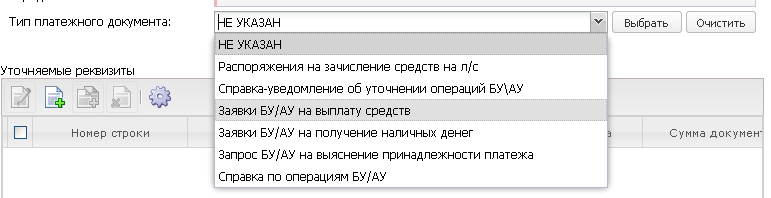 Тип платежного документа: НЕ УКАЗАН Выбрать Очистить
НЕ УКАЗАН
Распоряжения на зачисление средств на л/с
Уточняемые реквизиты
Справка-уведомление об уточнении операций БУ\АУ
Заявки БУ/АУ на выплату средств
Заявки БУ/АУ на получение наличных денег
Номер строки Сумма докумен
Запрос БУ/АУ на выяснение принадлежности платежа
Справка по операциям БУ/АУ